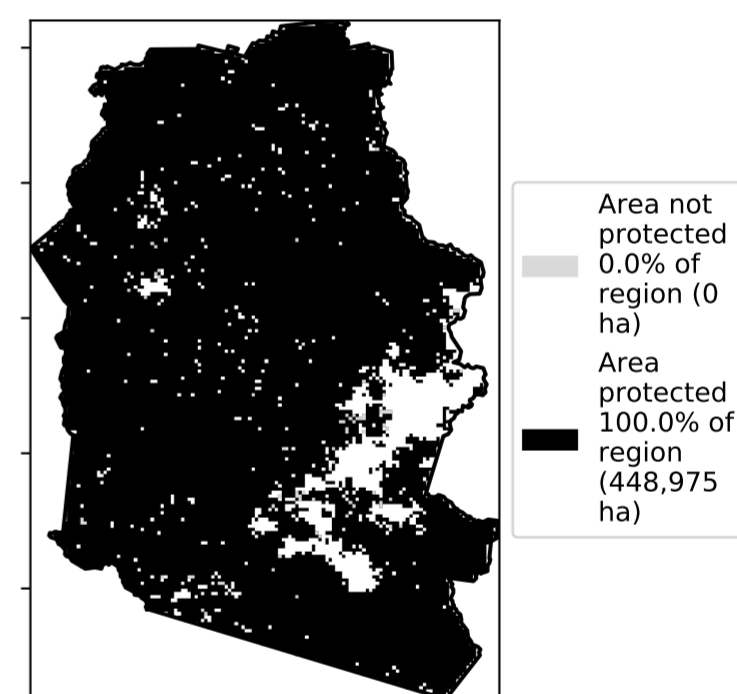 Area not
protected
0.0% of
region (0
ha)
Area
protected
100.0% of
region
(448,975
ha)